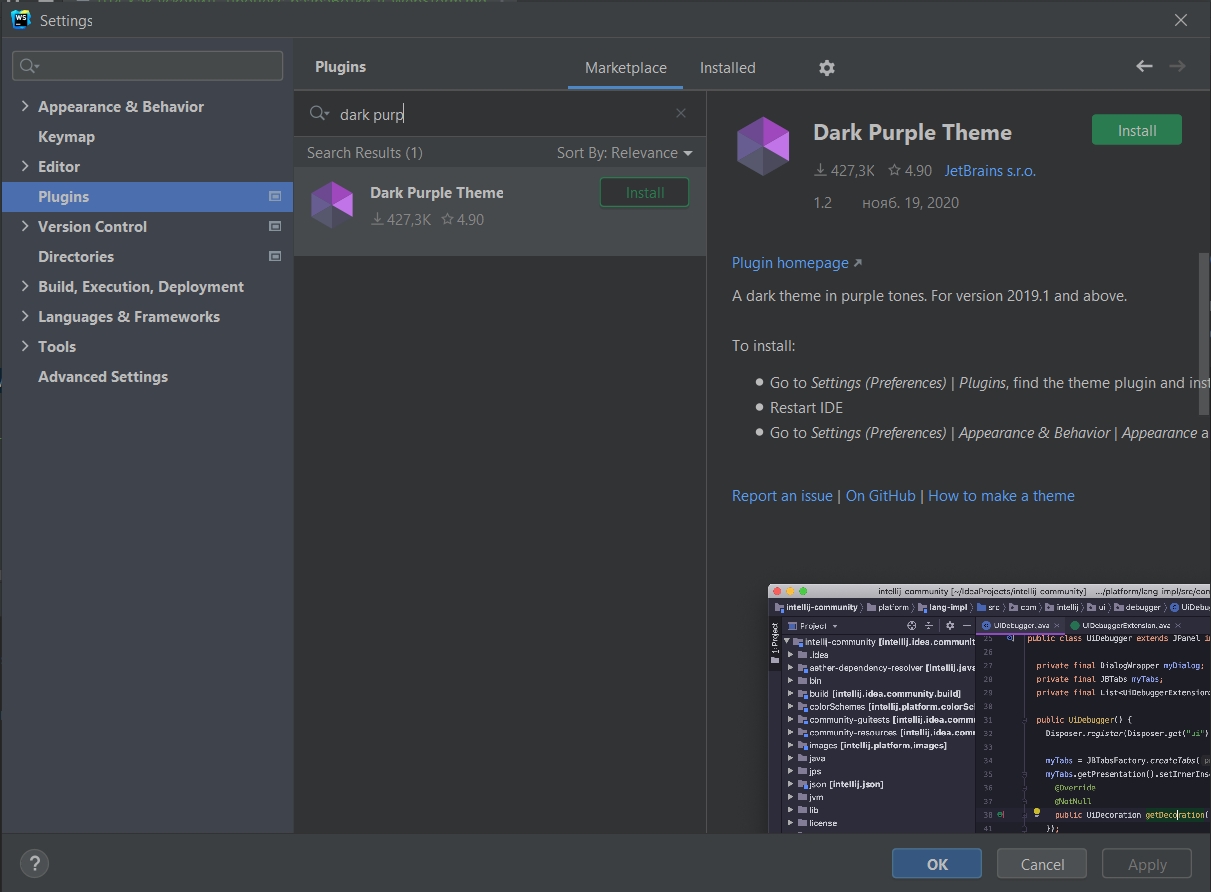 WS Settings
Plugins Marketplace Installed
Appearance & Behavior
Keymap
Editor
Plugins
Version Control
Directories
Build, Execution, Deployment
Languages & Frameworks
Tools
Advanced Settings
dark purp
Search Results (1) Sort By: Relevance
Dark Purple Theme Install
427,3K 4.90
Dark Purple Theme Install
427,3K 4.90 JetBrains s.r.o.
1.2 нояб. 19, 2020
Plugin homepage
A dark theme in purple tones. For version 2019.1 and above.
To install:
Go to Settings (Preferences) | Plugins, find the theme plugin and inst
Restart IDE
Go to Settings (Preferences) | Appearance & Behavior | Appearance a
Report an issue | On GitHub | How to make a theme
intellij-community [~/IdeaProjects/intellij-community] .../platform/lang-impl/src/com
intellij-community platform lang-impl src com intellij ui debugger UiDebug
1: Project
Project
intellij-community [intellij.idea.communit
.idea
aether-dependency-resolver [intellij.java
bin
build [intellij.idea.community.build]
colorSchemes [intellij.platform.colorSc
community-guitests [intellij.idea.comm
community-resources [intellij.idea.com
images [intellij.platform.images]
java
jps
json [intellij.json]
jvm
lib
license
UiDebugger.java UiDebuggerExtension.java
25 public class UiDebugger extends JPanel i
26
27 private final DialogWrapper myDialog;
28 private final JBTabs myTabs;
29 private final List<UiDebuggerExtension
30
31 public UiDebugger() {
32 Disposer.register(Disposer.get("ui")
33
34 myTabs = JBTabsFactory.createTabs(
35 myTabs.getPresentation().setInnerIns
36 @Override
37 @NotNull
38 public UiDecoration getDecoration(
41 });
? OK Cancel Apply